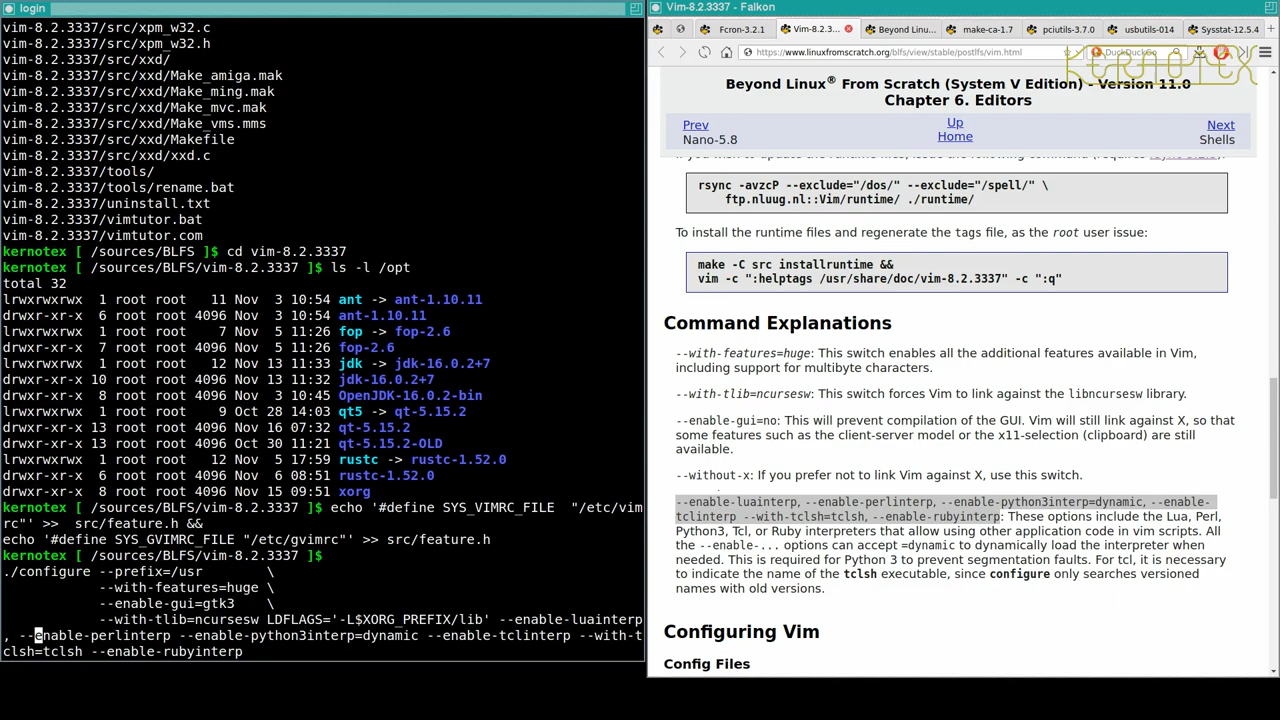 login
vim-8.2.3337/src/xpm_w32.c
vim-8.2.3337/src/xpm_w32.h
vim-8.2.3337/src/xxd/
vim-8.2.3337/src/xxd/Make_amiga.mak
vim-8.2.3337/src/xxd/Make_ming.mak
vim-8.2.3337/src/xxd/Make_mvc.mak
vim-8.2.3337/src/xxd/Make_vms.mms
vim-8.2.3337/src/xxd/Makefile
vim-8.2.3337/src/xxd/xxd.c
vim-8.2.3337/tools/
vim-8.2.3337/tools/rename.bat
vim-8.2.3337/uninstall.txt
vim-8.2.3337/vimtutor.bat
vim-8.2.3337/vimtutor.com
kernotex [ /sources/BLFS ]$ cd vim-8.2.3337
kernotex [ /sources/BLFS/vim-8.2.3337 ]$ ls -l /opt
total 32
lrwxrwxrwx  1 root root   11 Nov  3 10:54 ant -> ant-1.10.11
drwxr-xr-x  6 root root 4096 Nov  3 10:54 ant-1.10.11
lrwxrwxrwx  1 root root    7 Nov  5 11:26 fop -> fop-2.6
drwxr-xr-x  7 root root 4096 Nov  5 11:26 fop-2.6
lrwxrwxrwx  1 root root   12 Nov 13 11:33 jdk -> jdk-16.0.2+7
drwxr-xr-x 10 root root 4096 Nov 13 11:32 jdk-16.0.2+7
drwxr-xr-x  8 root root 4096 Nov  3 10:45 OpenJDK-16.0.2-bin
lrwxrwxrwx  1 root root    9 Oct 28 14:03 qt5 -> qt-5.15.2
drwxr-xr-x 13 root root 4096 Nov 16 07:32 qt-5.15.2
drwxr-xr-x 13 root root 4096 Oct 30 11:21 qt-5.15.2-OLD
lrwxrwxrwx  1 root root   12 Nov  5 17:59 rustc -> rustc-1.52.0
drwxr-xr-x  6 root root 4096 Nov  6 08:51 rustc-1.52.0
drwxr-xr-x  8 root root 4096 Nov 15 09:51 xorg
kernotex [ /sources/BLFS/vim-8.2.3337 ]$ echo '#define SYS_VIMRC_FILE  "/etc/vim
rc"' >>  src/feature.h &&
echo '#define SYS_GVIMRC_FILE "/etc/gvimrc"' >> src/feature.h
kernotex [ /sources/BLFS/vim-8.2.3337 ]$
./configure --prefix=/usr        \
            --with-features=huge \
            --enable-gui=gtk3    \
            --with-tlib=ncursesw LDFLAGS='-L$XORG_PREFIX/lib' --enable-luainterp
, --enable-perlinterp --enable-python3interp=dynamic --enable-tclinterp --with-t
clsh=tclsh --enable-rubyinterp
Vim-8.2.3337 - Falkon
Fcron-3.2.1
Vim-8.2.3...
Beyond Linu...
make-ca-1.7
pciutils-3.7.0
usbutils-014
Sysstat-12.5.4
https://www.linuxfromscratch.org/blfs/view/stable/postlfs/vim.html
DuckDuckGo
KERNOTEX
Beyond Linux® From Scratch (System V Edition) - Version 11.0
Chapter 6. Editors
Prev
Up
Next
Nano-5.8
Home
Shells
rsync -avzcP --exclude="/dos/" --exclude="/spell/" \
    ftp.nluug.nl::Vim/runtime/ ./runtime/
To install the runtime files and regenerate the tags file, as the root user issue:
make -C src installruntime &&
vim -c ":helptags /usr/share/doc/vim-8.2.3337" -c ":q"
Command Explanations
--with-features=huge: This switch enables all the additional features available in Vim,
including support for multibyte characters.
--with-tlib=ncursesw: This switch forces Vim to link against the libncursesw library.
--enable-gui=no: This will prevent compilation of the GUI. Vim will still link against X, so that
some features such as the client-server model or the x11-selection (clipboard) are still
available.
--without-x: If you prefer not to link Vim against X, use this switch.
--enable-luainterp, --enable-perlinterp, --enable-python3interp=dynamic, --enable-
tclinterp --with-tclsh=tclsh, --enable-rubyinterp: These options include the Lua, Perl,
Python3, Tcl, or Ruby interpreters that allow using other application code in vim scripts. All
the --enable-... options can accept =dynamic to dynamically load the interpreter when
needed. This is required for Python 3 to prevent segmentation faults. For tcl, it is necessary
to indicate the name of the tclsh executable, since configure only searches versioned
names with old versions.
Configuring Vim
Config Files